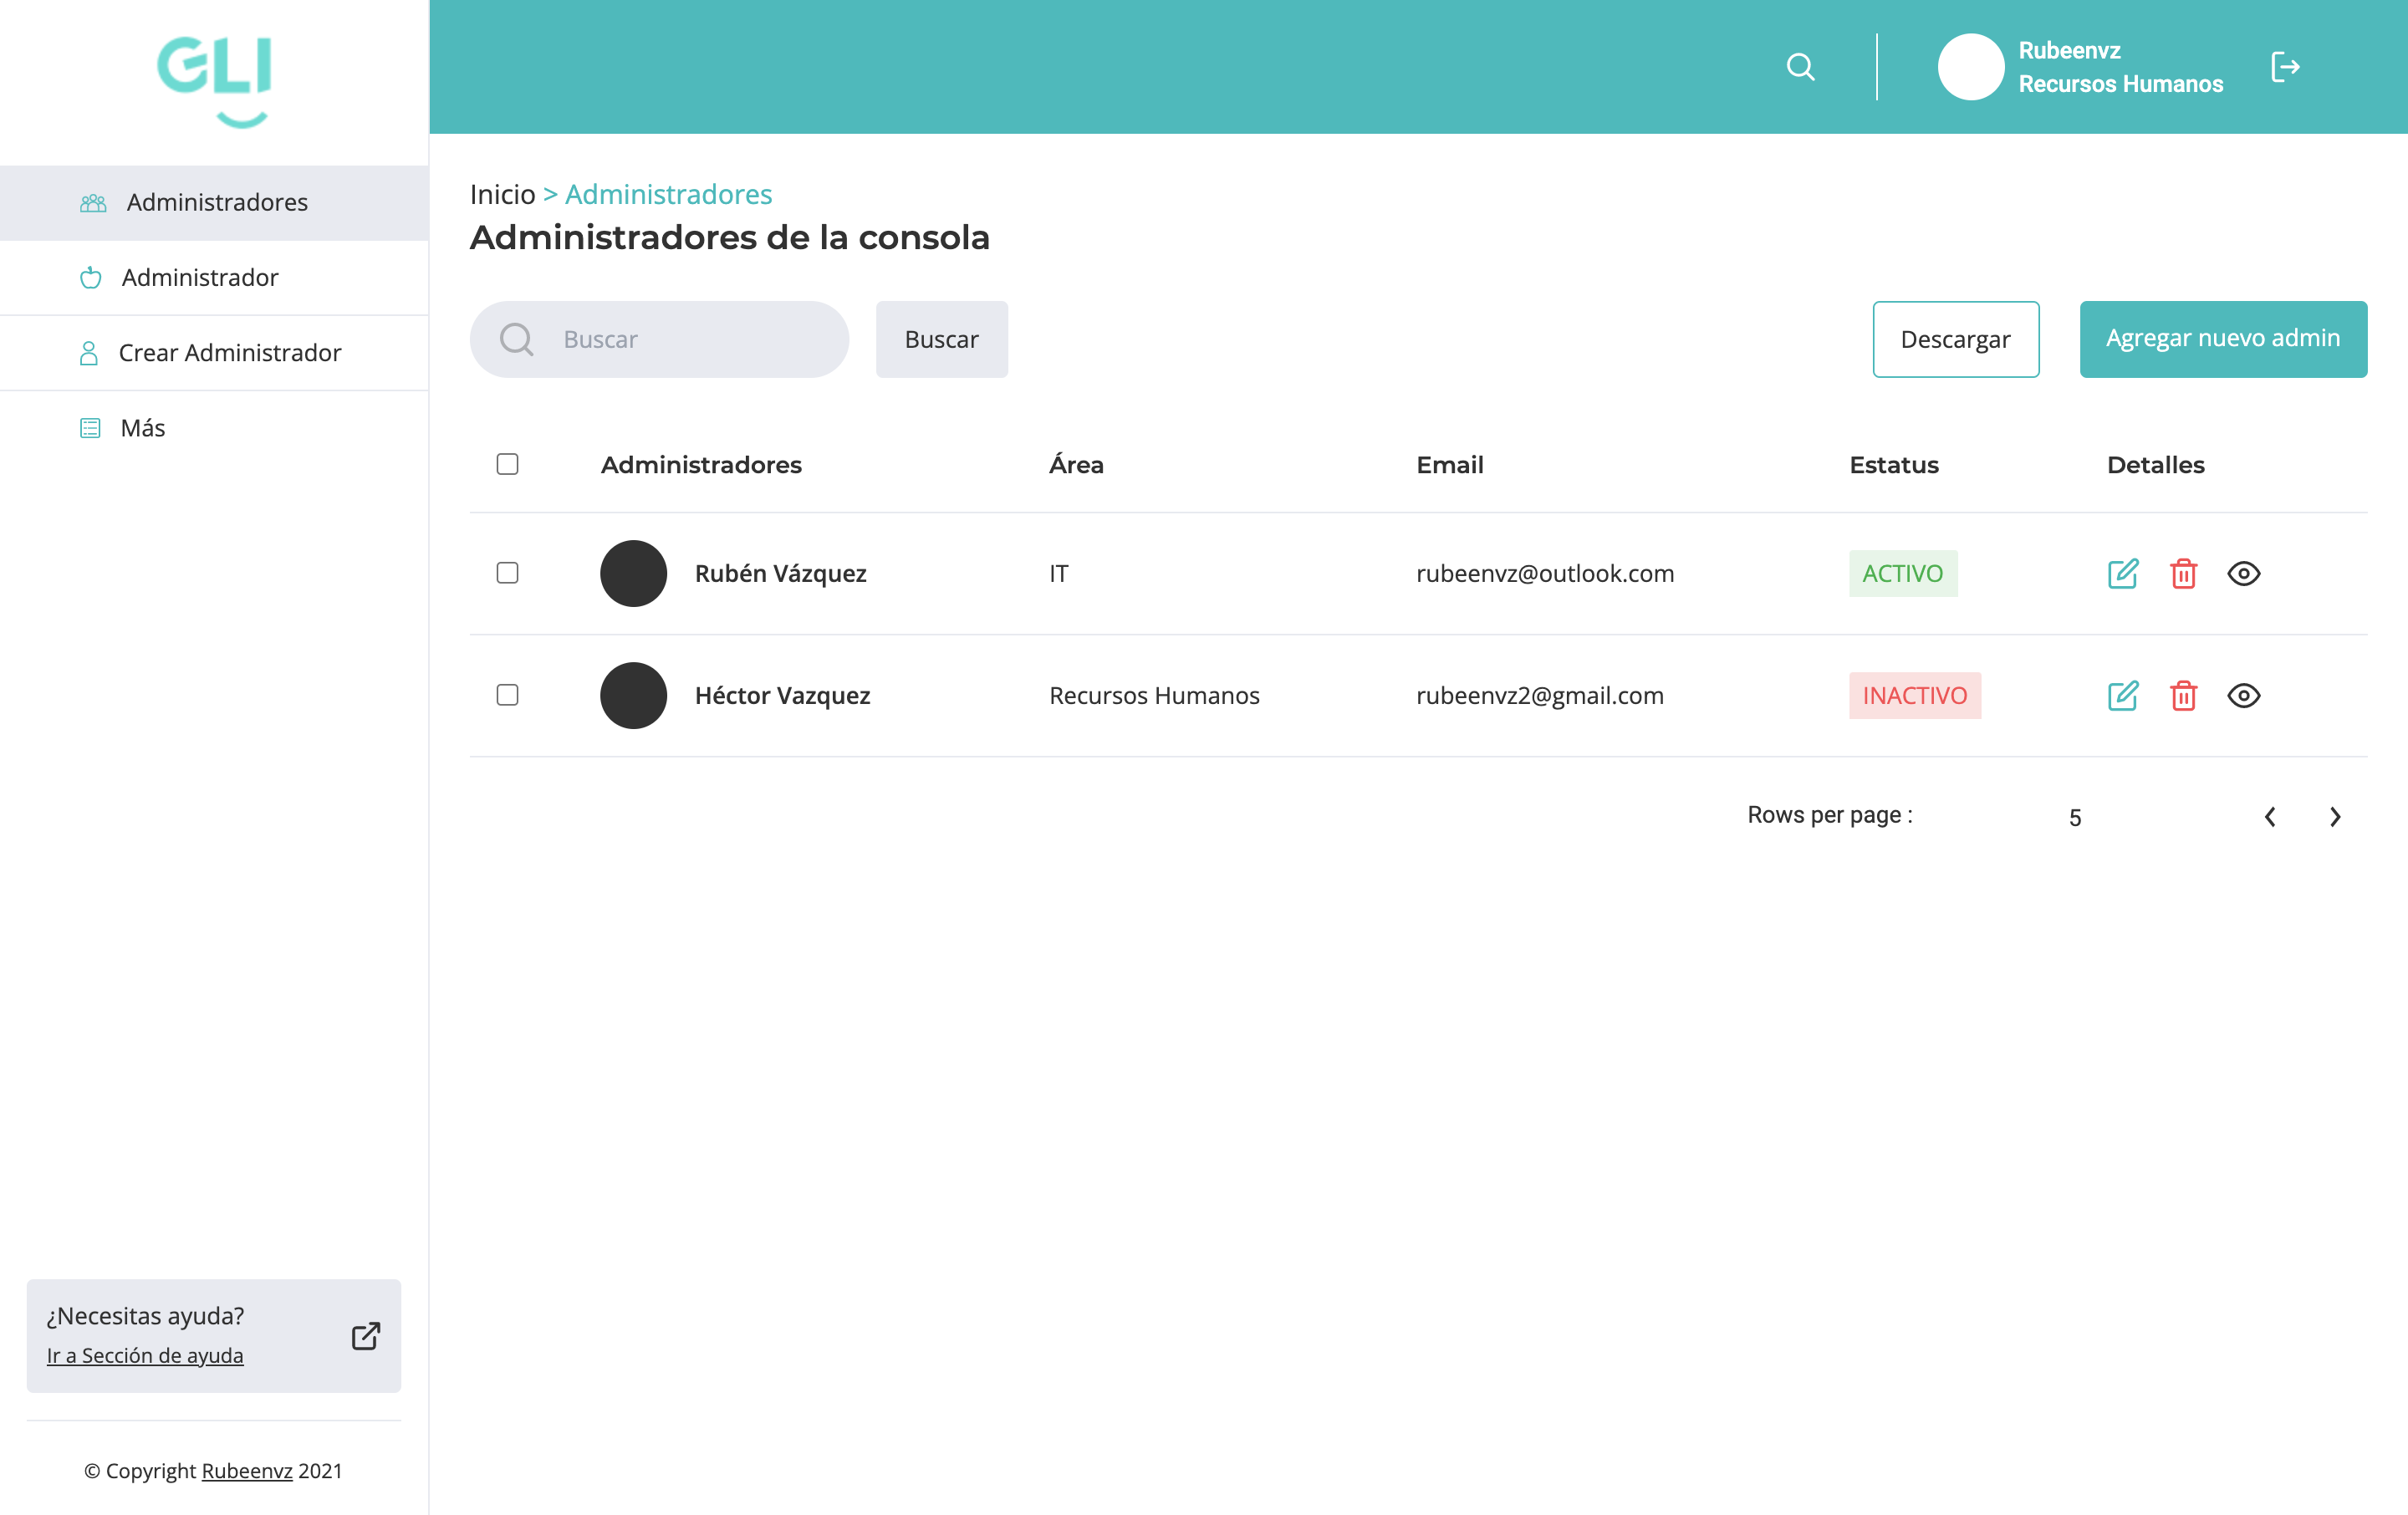 GLI
Rubeenvz
Recursos Humanos
Administradores
Administrador
Crear Administrador
Más
Inicio > Administradores
Administradores de la consola
Buscar
Buscar
Descargar
Agregar nuevo admin
Administradores Área Email Estatus Detalles
Rubén Vázquez IT rubeenvz@outlook.com ACTIVO
Héctor Vazquez Recursos Humanos rubeenvz2@gmail.com INACTIVO
Rows per page : 5
¿Necesitas ayuda?
Ir a Sección de ayuda
© Copyright Rubeenvz 2021